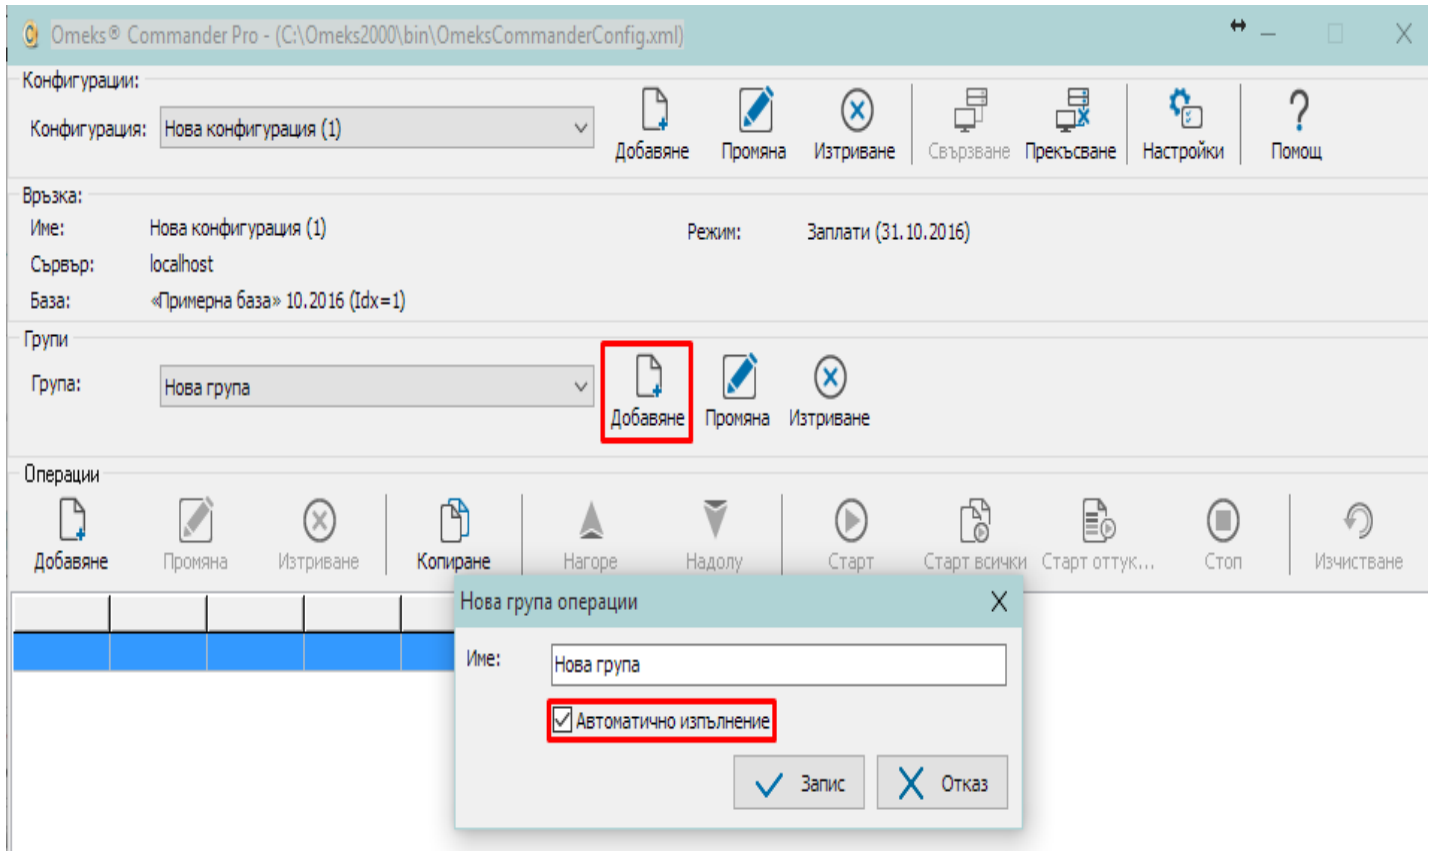 Omeks® Commander Pro - (C:\Omeks2000\bin\OmeksCommanderConfig.xml)
Конфигурации:
Конфигурация: Нова конфигурация (1)
Добавяне Промяна Изтриване Свързване Прекъсване Настройки Помощ
Връзка:
Име: Нова конфигурация (1) Режим: Заплати (31.10.2016)
Сървър: localhost
База: «Примерна база» 10.2016 (Idx=1)
Групи
Група: Нова група
Добавяне Промяна Изтриване
Операции
Добавяне Промяна Изтриване Копиране Нагоре Надолу Старт Старт всички Старт оттук... Стоп Изчистване
Нова група операции
Име: Нова група
Автоматично изпълнение
Запис Отказ